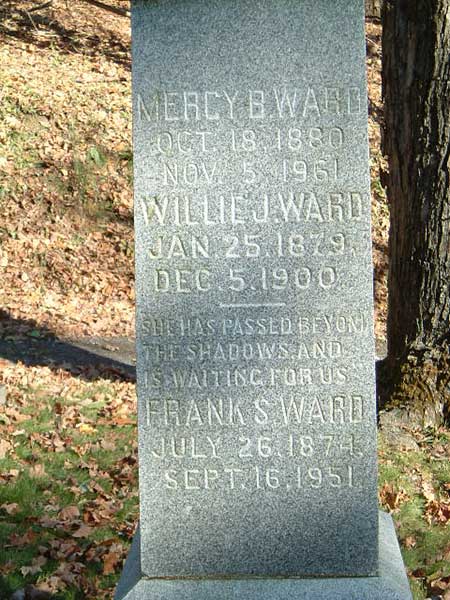 MERCY B. WARD
OCT. 18. 1880
NOV. 5. 1961
WILLIE J. WARD
JAN. 25. 1879.
DEC. 5. 1900
SHE HAS PASSED BEYOND
THE SHADOWS, AND
IS WAITING FOR US
FRANK S. WARD
JULY 26. 1874.
SEPT. 16. 1951